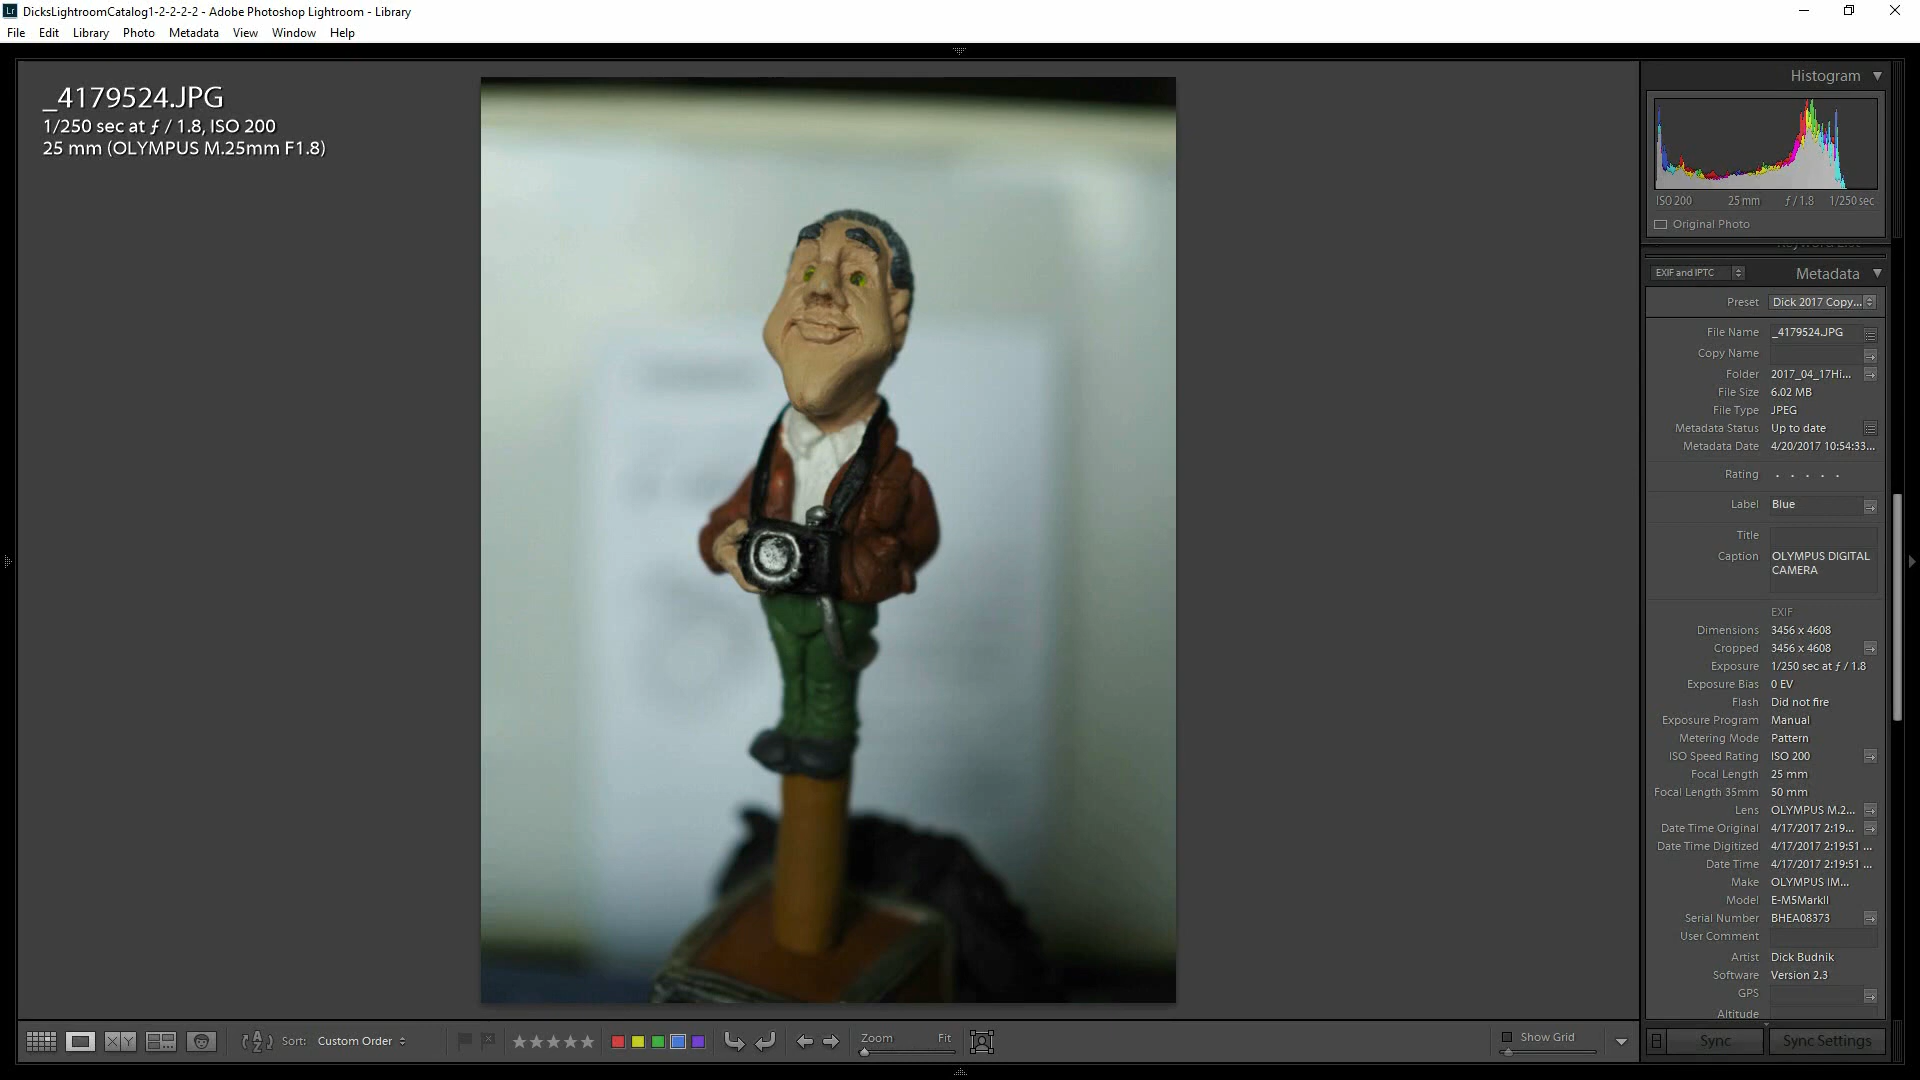 Lr DicksLightroomCatalog1-2-2-2-2 - Adobe Photoshop Lightroom - Library
File Edit Library Photo Metadata View Window Help
_4179524.JPG
1/250 sec at ƒ / 1.8, ISO 200
25 mm (OLYMPUS M.25mm F1.8)
Histogram
ISO 200 25 mm ƒ / 1.8 1/250 sec
Original Photo
Keyword List
EXIF and IPTC Metadata
Preset Dick 2017 Copy...
File Name _4179524.JPG
Copy Name
Folder 2017_04_17Hi...
File Size 6.02 MB
File Type JPEG
Metadata Status Up to date
Metadata Date 4/20/2017 10:54:33...
Rating
Label Blue
Title
Caption OLYMPUS DIGITAL
CAMERA
EXIF
Dimensions 3456 x 4608
Cropped 3456 x 4608
Exposure 1/250 sec at ƒ / 1.8
Exposure Bias 0 EV
Flash Did not fire
Exposure Program Manual
Metering Mode Pattern
ISO Speed Rating ISO 200
Focal Length 25 mm
Focal Length 35mm 50 mm
Lens OLYMPUS M.2...
Date Time Original 4/17/2017 2:19...
Date Time Digitized 4/17/2017 2:19:51 ...
Date Time 4/17/2017 2:19:51 ...
Make OLYMPUS IM...
Model E-M5MarkII
Serial Number BHEA08373
User Comment
Artist Dick Budnik
Software Version 2.3
GPS
Altitude
X Y A Z Sort: Custom Order Zoom Fit Show Grid Sync Sync Settings